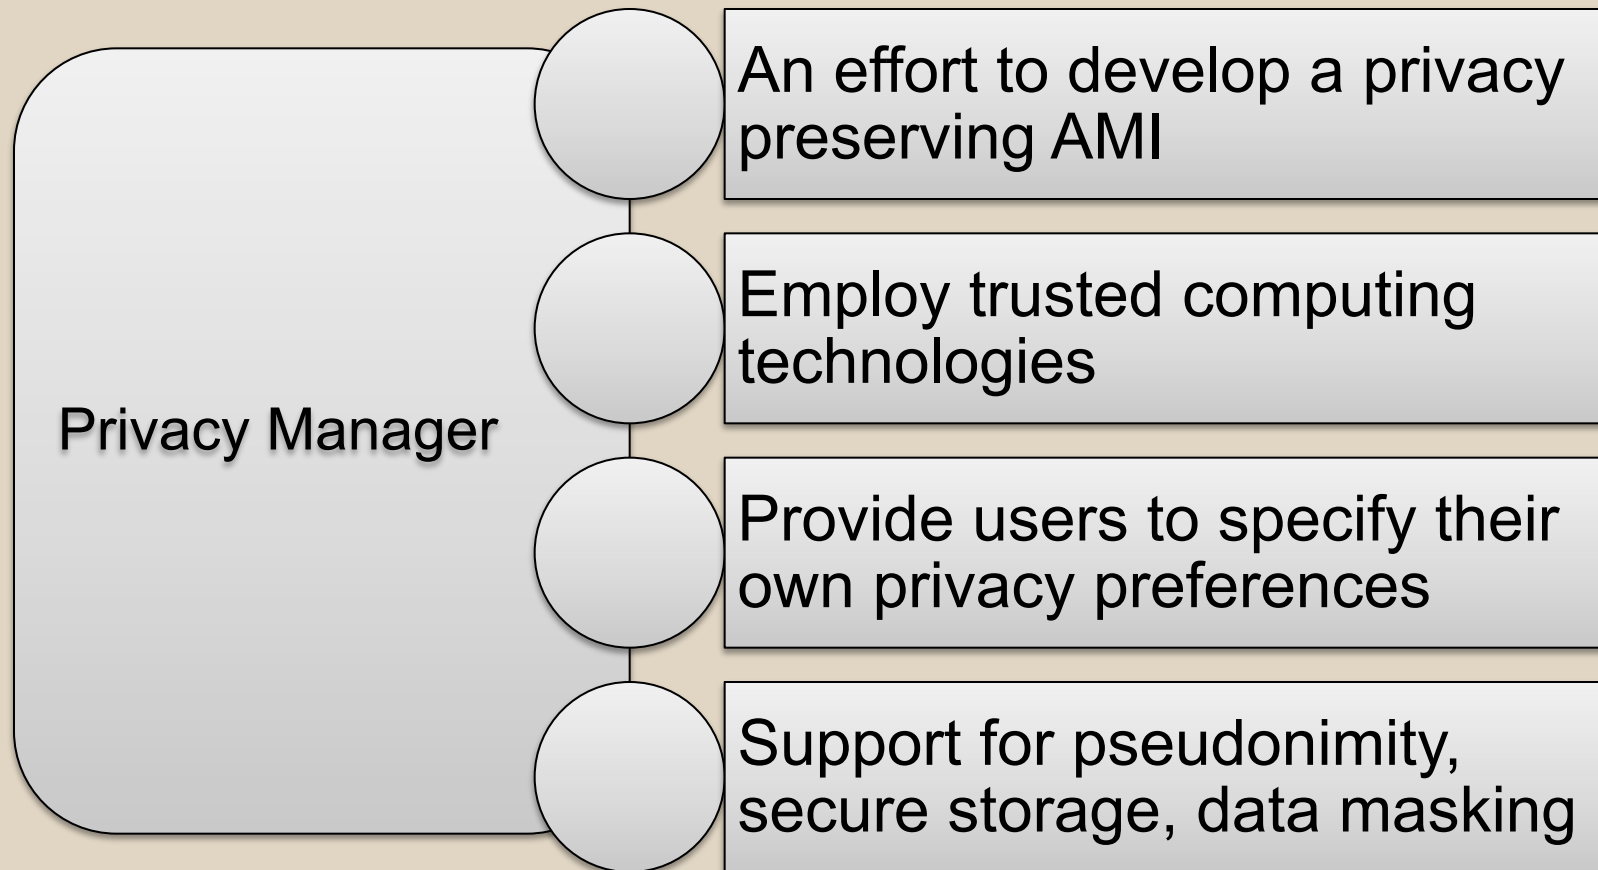 Privacy Manager
An effort to develop a privacy
preserving AMI
Employ trusted computing
technologies
Provide users to specify their
own privacy preferences
Support for pseudonimity,
secure storage, data masking